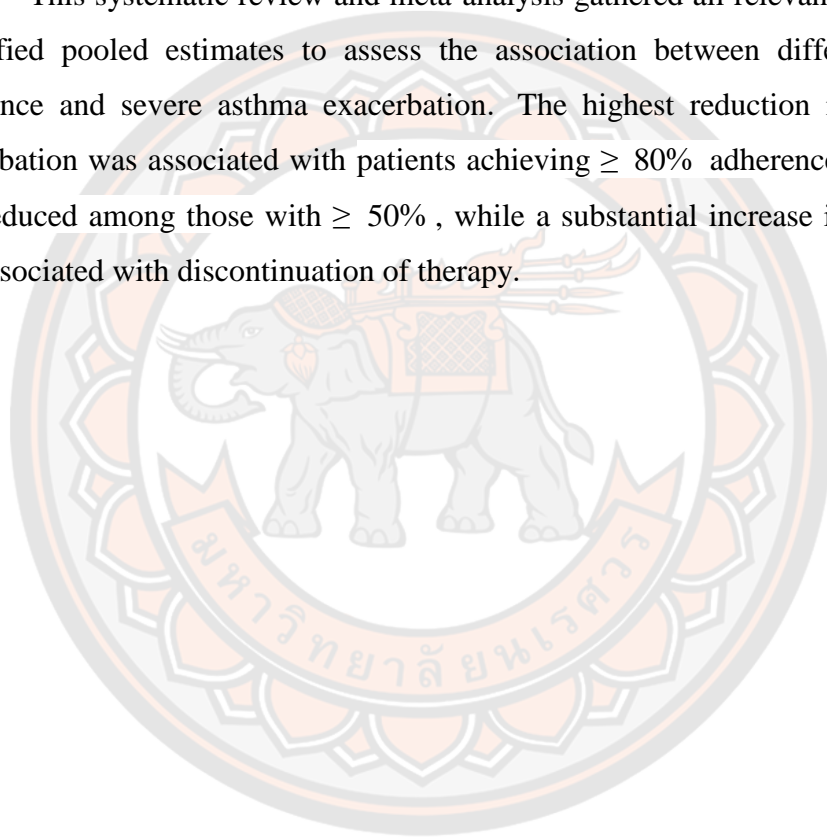 This systematic review and meta-analysis gathered all relevan
fied pooled estimates to assess the association between diffe
nce and severe asthma exacerbation. The highest reduction
bation was associated with patients achieving ≥ 80% adherence
educed among those with ≥ 50% , while a substantial increase i
ssociated with discontinuation of therapy.
มหาวิทยาลัยนเรศวร